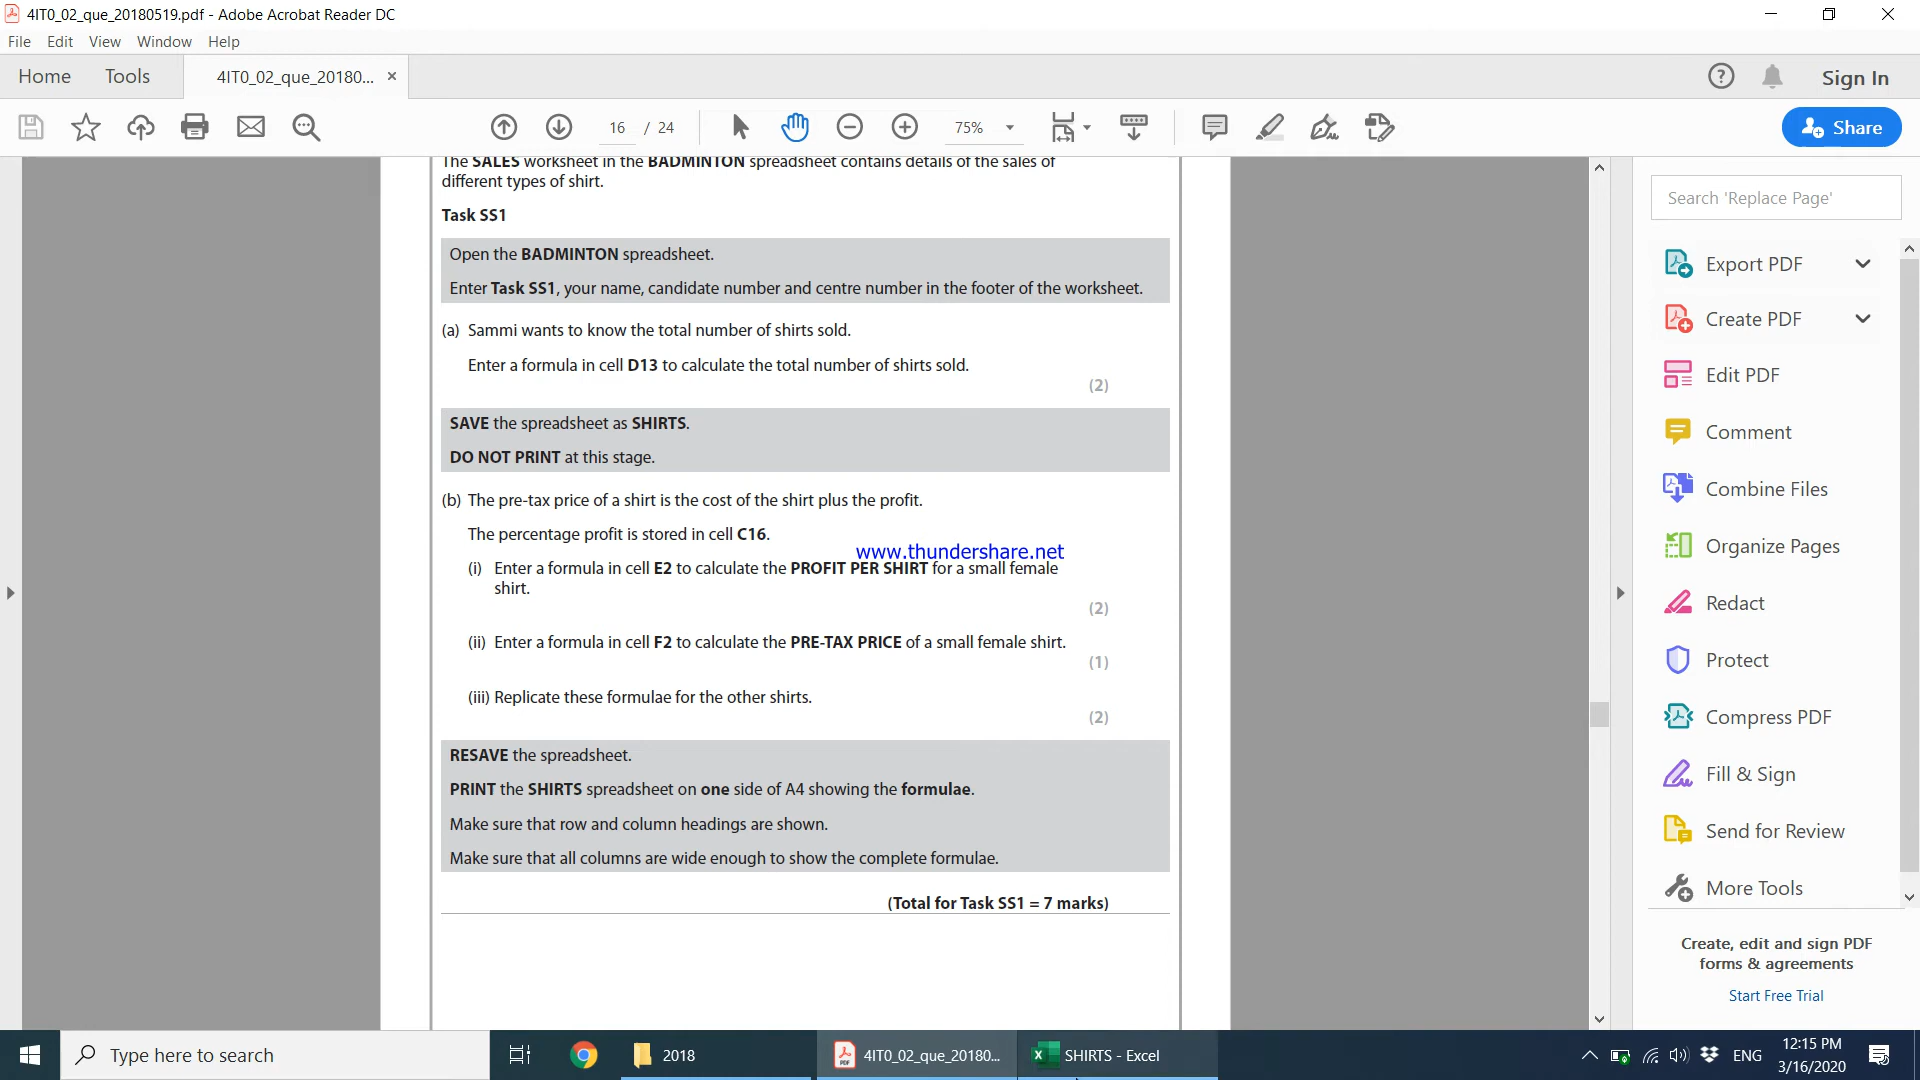 4IT0_02_que_20180519.pdf - Adobe Acrobat Reader DC
File Edit View Window Help
Home Tools 4IT0_02_que_20180... × Sign In
16 / 24 75% Share
The SALES worksheet in the BADMINTON spreadsheet contains details of the sales of
different types of shirt.
Task SS1
Open the BADMINTON spreadsheet.
Enter Task SS1, your name, candidate number and centre number in the footer of the worksheet.
(a) Sammi wants to know the total number of shirts sold.
Enter a formula in cell D13 to calculate the total number of shirts sold.
(2)
SAVE the spreadsheet as SHIRTS.
DO NOT PRINT at this stage.
(b) The pre-tax price of a shirt is the cost of the shirt plus the profit.
The percentage profit is stored in cell C16.
www.thundershare.net
(i) Enter a formula in cell E2 to calculate the PROFIT PER SHIRT for a small female
shirt.
(2)
(ii) Enter a formula in cell F2 to calculate the PRE-TAX PRICE of a small female shirt.
(1)
(iii) Replicate these formulae for the other shirts.
(2)
RESAVE the spreadsheet.
PRINT the SHIRTS spreadsheet on one side of A4 showing the formulae.
Make sure that row and column headings are shown.
Make sure that all columns are wide enough to show the complete formulae.
(Total for Task SS1 = 7 marks)
Search 'Replace Page'
Export PDF
Create PDF
Edit PDF
Comment
Combine Files
Organize Pages
Redact
Protect
Compress PDF
Fill & Sign
Send for Review
More Tools
Create, edit and sign PDF
forms & agreements
Start Free Trial
Type here to search
2018
4IT0_02_que_20180...
SHIRTS - Excel
ENG
12:15 PM
3/16/2020